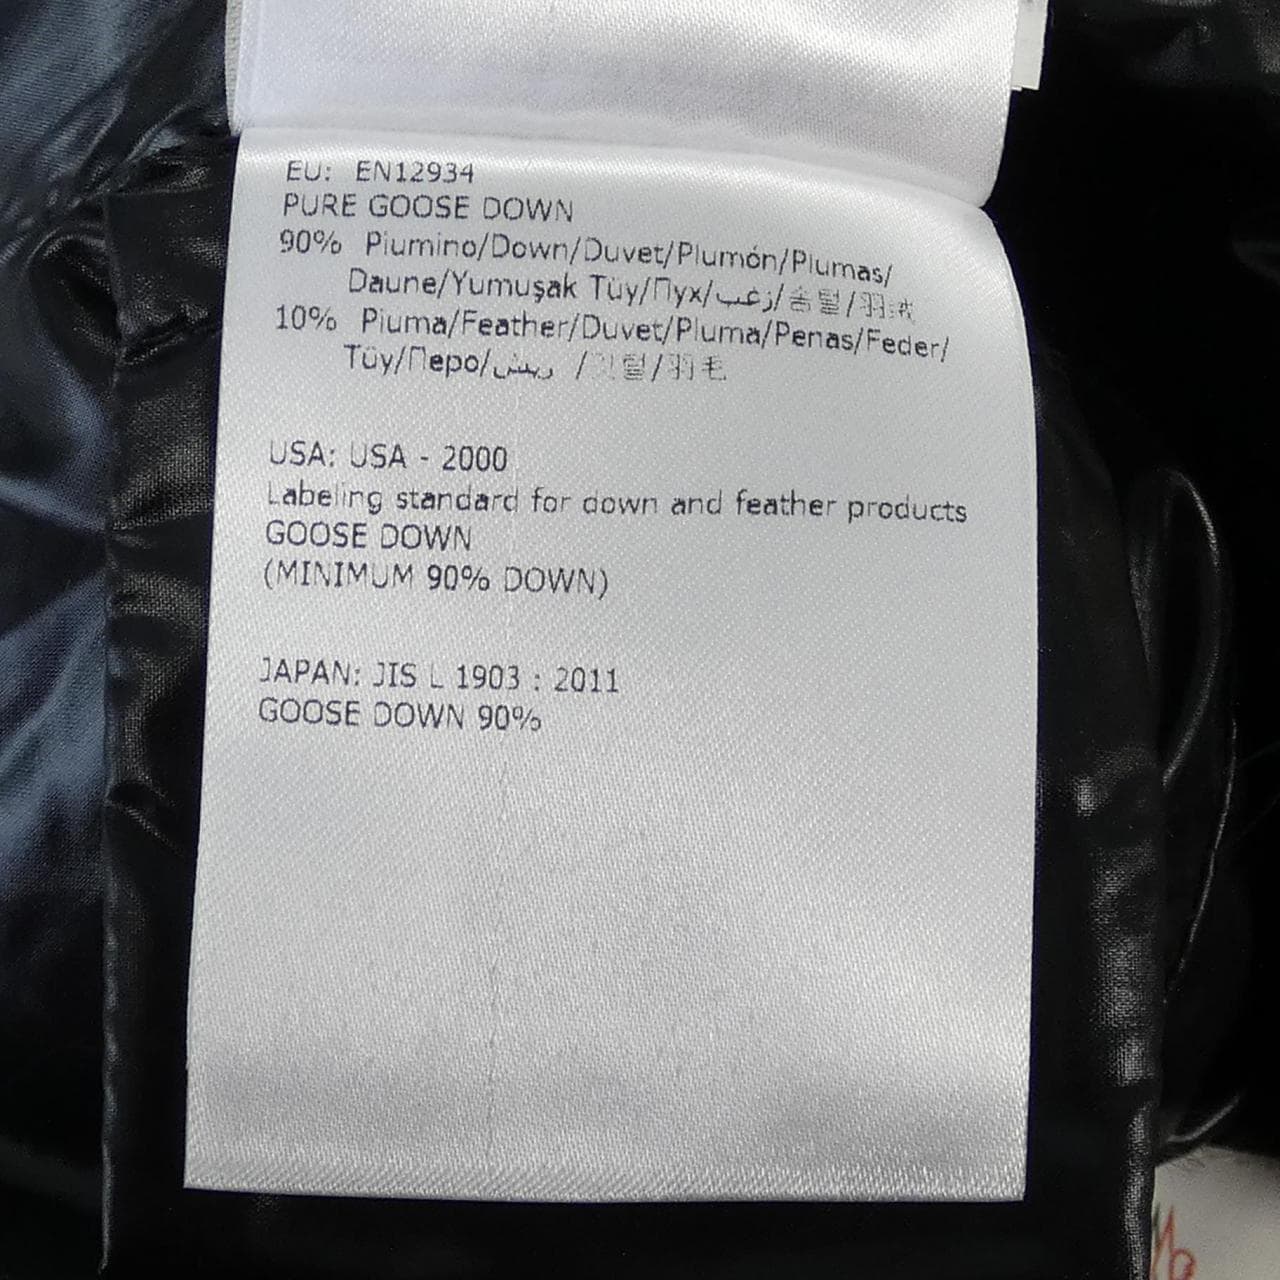 EU: EN12934
PURE GOOSE DOWN
90% Piumino/Down/Duvet/Plumón/Plumas/
Daune/Yumuşak Tüy/Пух/زغب/솜털/羽绒
10% Piuma/Feather/Duvet/Pluma/Penas/Feder/
Tüy/Перо/ريش /깃털/羽毛
USA: USA - 2000
Labeling standard for down and feather products
GOOSE DOWN
(MINIMUM 90% DOWN)
JAPAN: JIS L 1903 : 2011
GOOSE DOWN 90%